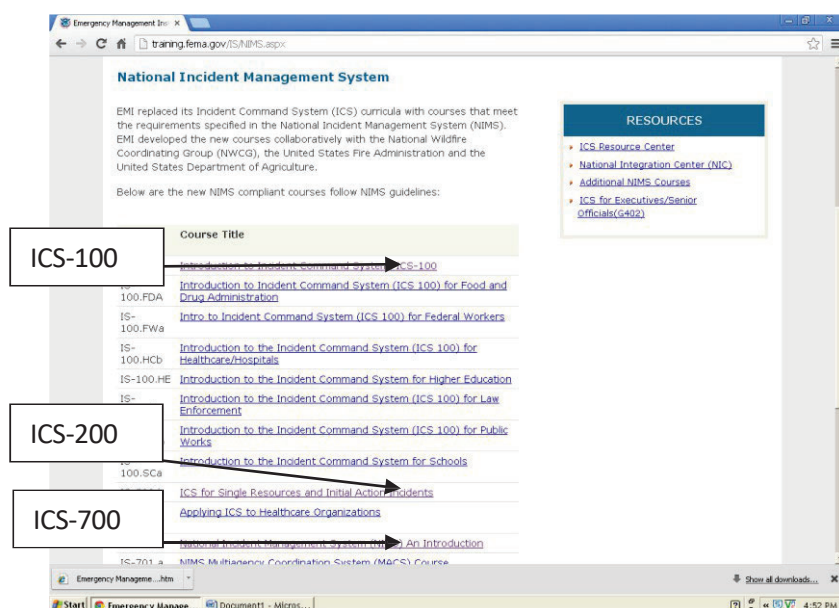 Emergency Management Ins
training.fema.gov/IS/NIMS.aspx
National Incident Management System
EMI replaced its Incident Command System (ICS) curricula with courses that meet
the requirements specified in the National Incident Management System (NIMS).
EMI developed the new courses collaboratively with the National Wildfire
Coordinating Group (NWCG), the United States Fire Administration and the
United States Department of Agriculture.
Below are the new NIMS compliant courses follow NIMS guidelines:
RESOURCES
ICS Resource Center
National Integration Center (NIC)
Additional NIMS Courses
ICS for Executives/Senior
Officials(G402)
Course Title
ICS-100
Introduction to Incident Command System ICS-100
100.FDA
Introduction to Incident Command System (ICS 100) for Food and
Drug Administration
IS-
100.FWa
Intro to Incident Command System (ICS 100) for Federal Workers
IS-
100.HCb
Introduction to the Incident Command System (ICS 100) for
Healthcare/Hospitals
IS-100.HE
Introduction to the Incident Command System for Higher Education
IS-
Introduction to the Incident Command System (ICS 100) for Law
Enforcement
ICS-200
Introduction to the Incident Command System (ICS 100) for Public
Works
100.SCa
Introduction to the Incident Command System for Schools
ICS for Single Resources and Initial Action Incidents
ICS-700
Applying ICS to Healthcare Organizations
National Incident Management System An Introduction
IS-701.a
NIMS Multiagency Coordination System (MACS) Course
Emergency Manageme....htm
Show all downloads...
Start
Emergency Manage...
Document1 - Micros...
4:52 PM